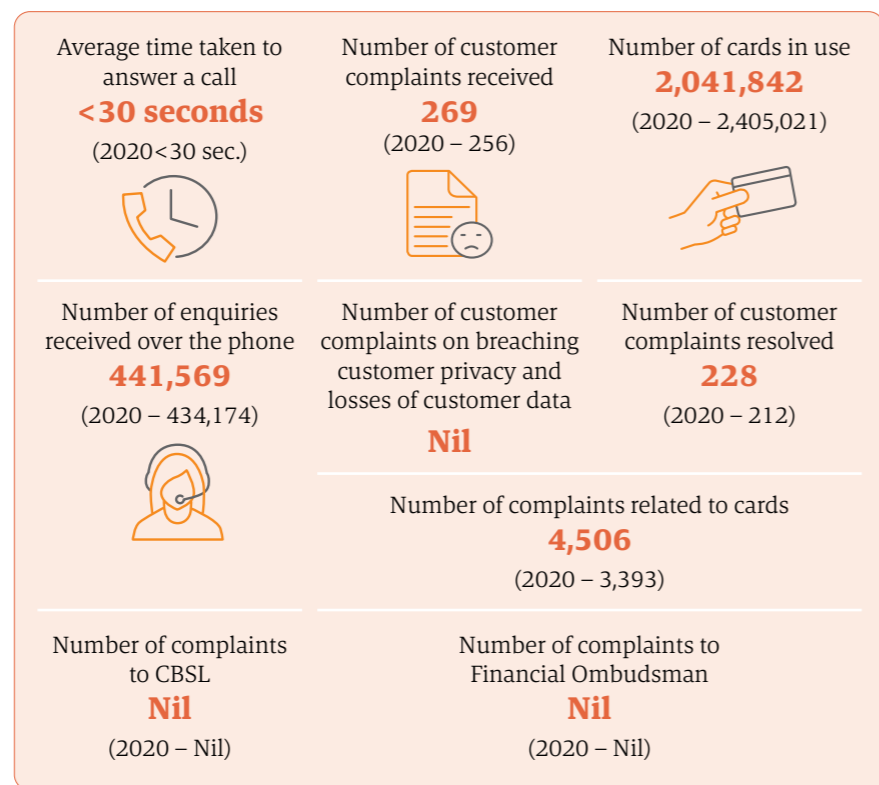 Average time taken to
answer a call
<30 seconds
(2020<30 sec.)
Number of customer
complaints received
269
(2020 – 256)
Number of cards in use
2,041,842
(2020 – 2,405,021)
Number of enquiries
received over the phone
441,569
(2020 – 434,174)
Number of customer
complaints on breaching
customer privacy and
losses of customer data
Nil
Number of customer
complaints resolved
228
(2020 – 212)
Number of complaints related to cards
4,506
(2020 – 3,393)
Number of complaints
to CBSL
Nil
(2020 – Nil)
Number of complaints to
Financial Ombudsman
Nil
(2020 – Nil)